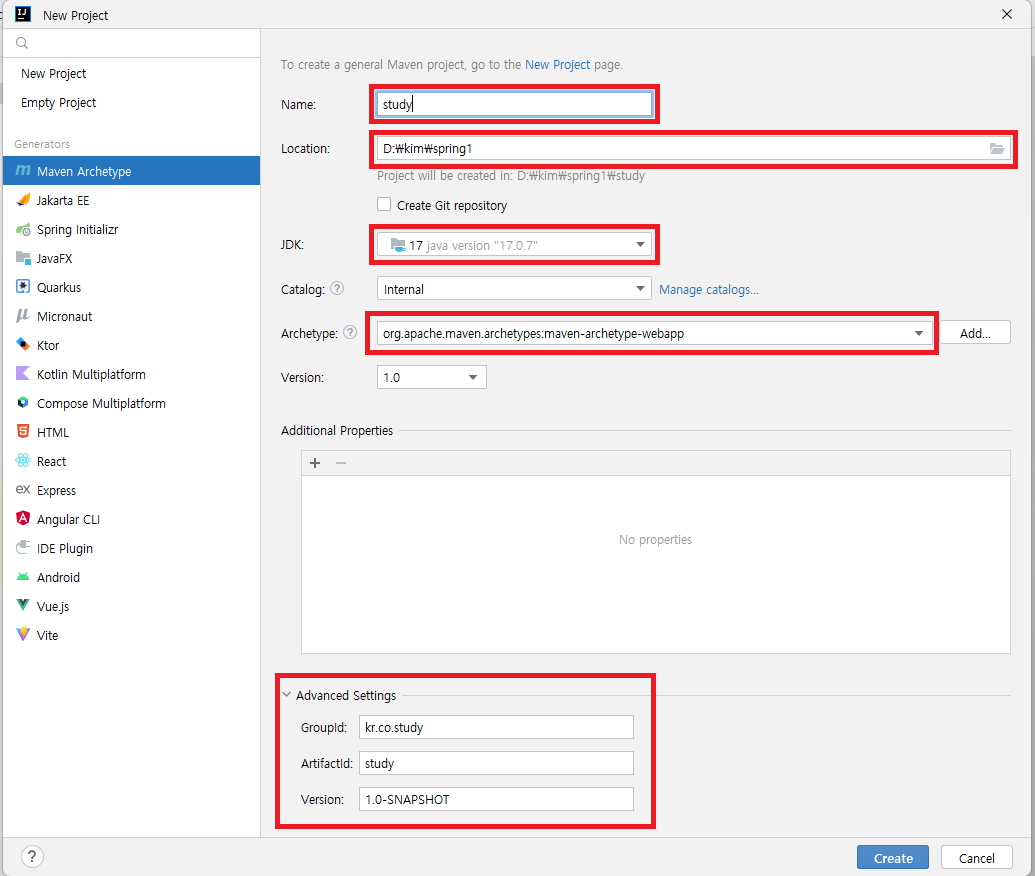 New Project
New Project
Empty Project
Generators
Maven Archetype
Jakarta EE
Spring Initializr
JavaFX
Quarkus
Micronaut
Ktor
Kotlin Multiplatform
Compose Multiplatform
HTML
React
Express
Angular CLI
IDE Plugin
Android
Vue.js
Vite
To create a general Maven project, go to the New Project page.
Name: study
Location: D:₩kim₩spring1
Project will be created in: D:₩kim₩spring1₩study
Create Git repository
JDK: 17 java version "17.0.7"
Catalog: ? Internal Manage catalogs...
Archetype: ? org.apache.maven.archetypes:maven-archetype-webapp Add...
Version: 1.0
Additional Properties
No properties
Advanced Settings
GroupId: kr.co.study
ArtifactId: study
Version: 1.0-SNAPSHOT
? Create Cancel